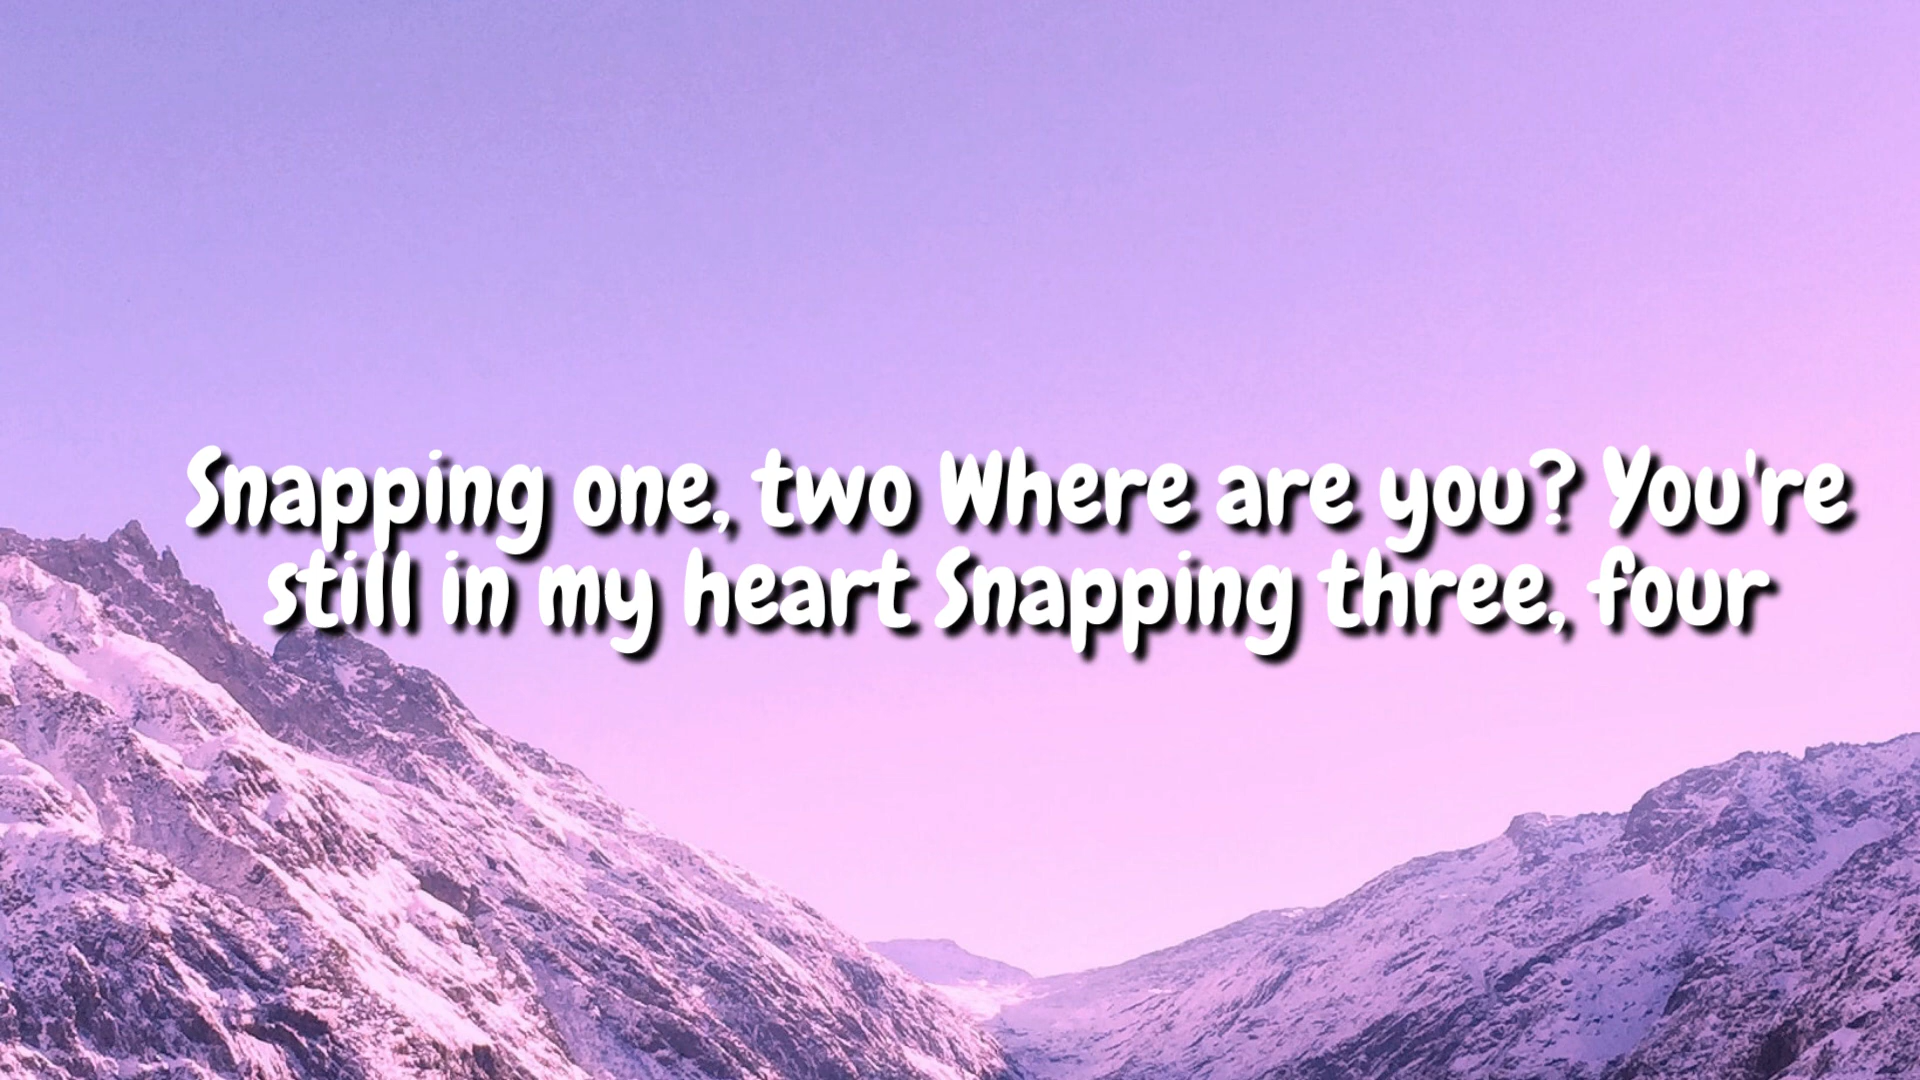 Snapping one, two Where are you? You're
still in my heart Snapping three, four